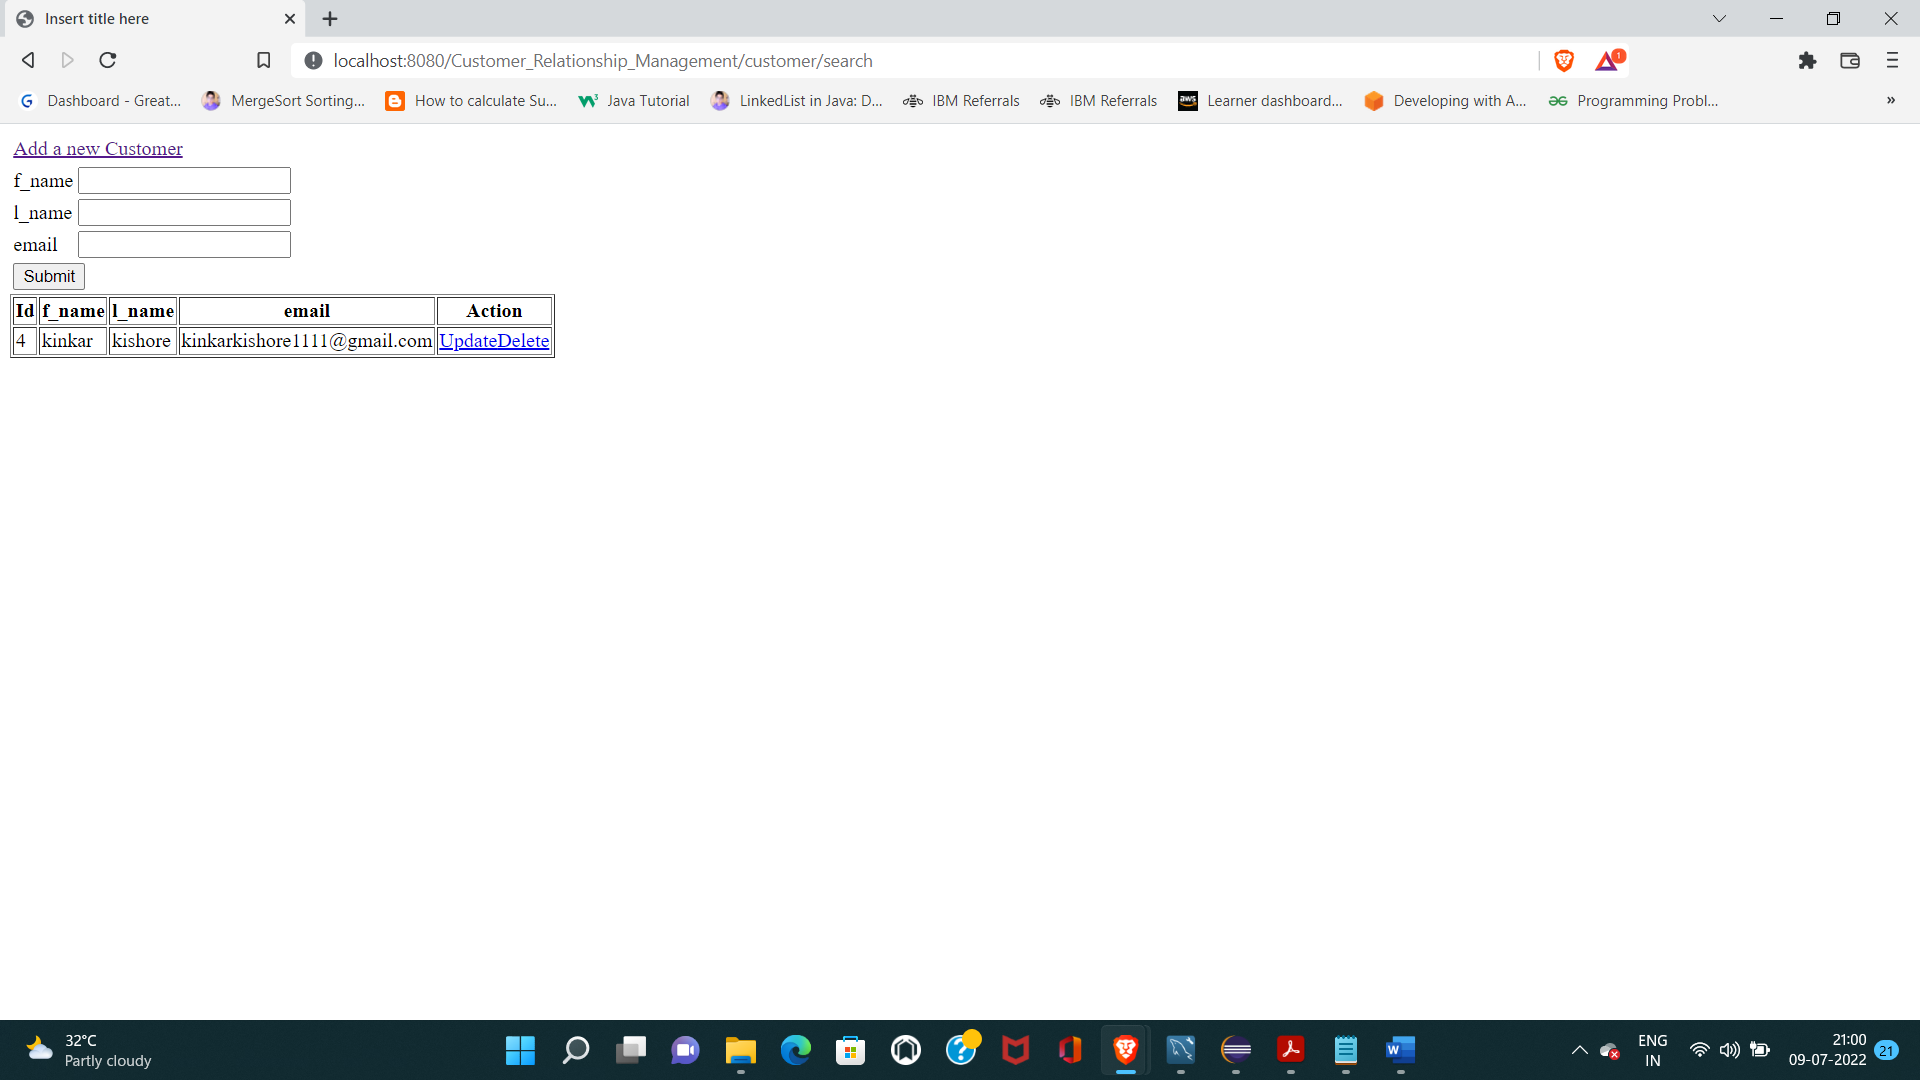 Insert title here
localhost:8080/Customer_Relationship_Management/customer/search
1
Dashboard - Great... MergeSort Sorting... How to calculate Su... Java Tutorial LinkedList in Java: D... IBM Referrals IBM Referrals Learner dashboard... Developing with A... Programming Probl... »
Add a new Customer
f_name
l_name
email
Submit
Id f_name l_name email Action
4 kinkar kishore kinkarkishore1111@gmail.com UpdateDelete
32°C
Partly cloudy
ENG
IN
21:00
09-07-2022
21